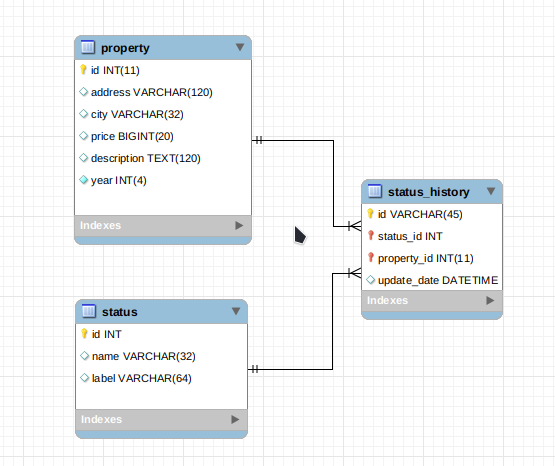 property
id INT(11)
address VARCHAR(120)
city VARCHAR(32)
price BIGINT(20)
description TEXT(120)
year INT(4)
Indexes
status_history
id VARCHAR(45)
status_id INT
property_id INT(11)
update_date DATETIME
Indexes
status
id INT
name VARCHAR(32)
label VARCHAR(64)
Indexes